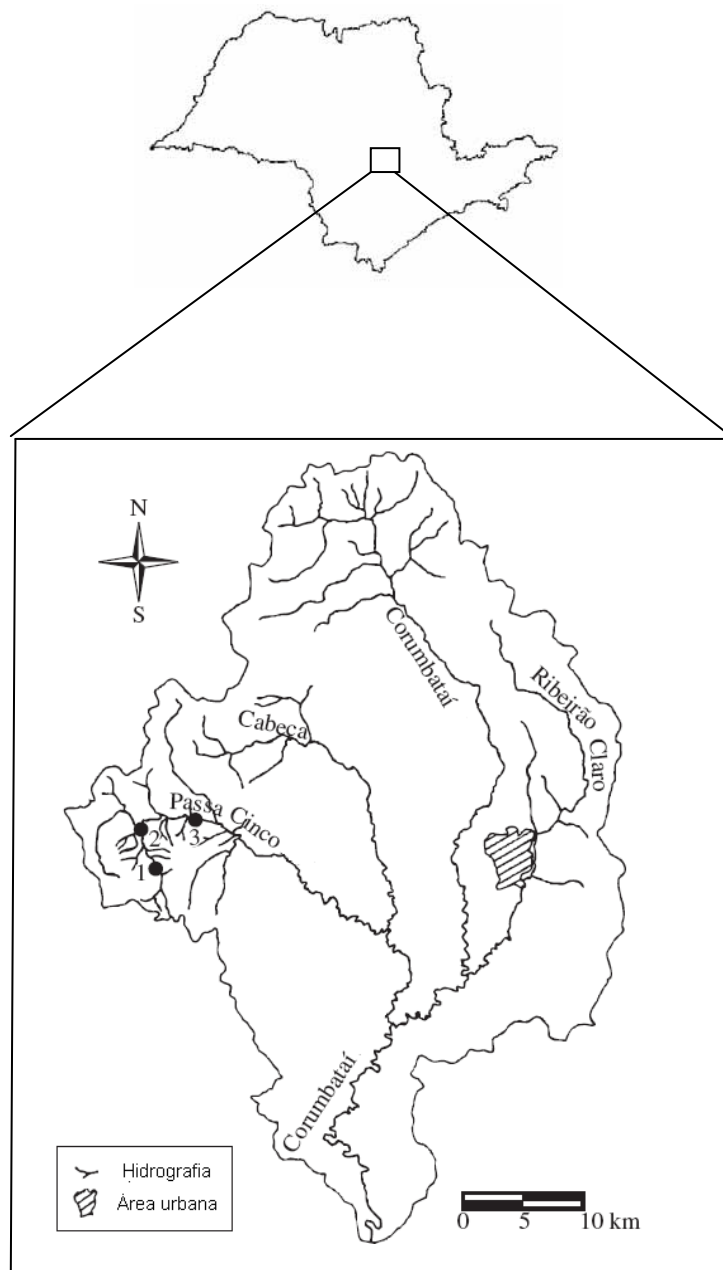 N
S
Corumbataí
Ribeirão
Claro
Cabeça
Passa Cinco
2
3
1
Corumbataí
Hidrografia
Área urbana
0 5 10 km